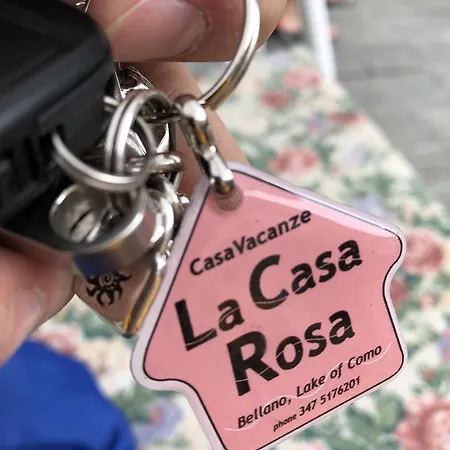 CasaVacanze
La Casa
Rosa
Bellano, Lake of Como
phone 347 5176201